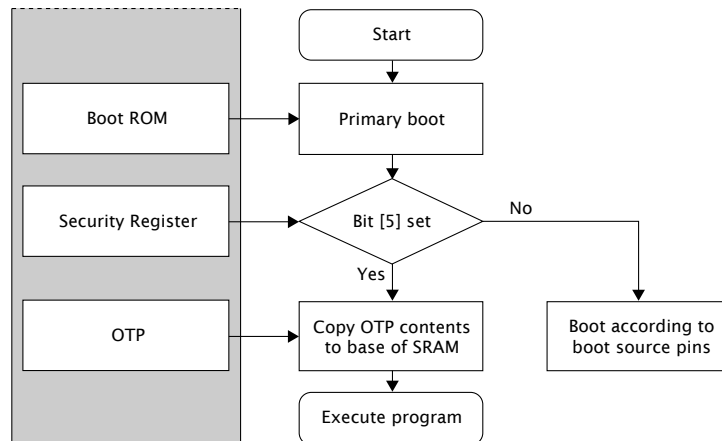 Start
Boot ROM
Primary boot
Security Register
Bit [5] set
No
Yes
OTP
Copy OTP contents
to base of SRAM
Boot according to
boot source pins
Execute program